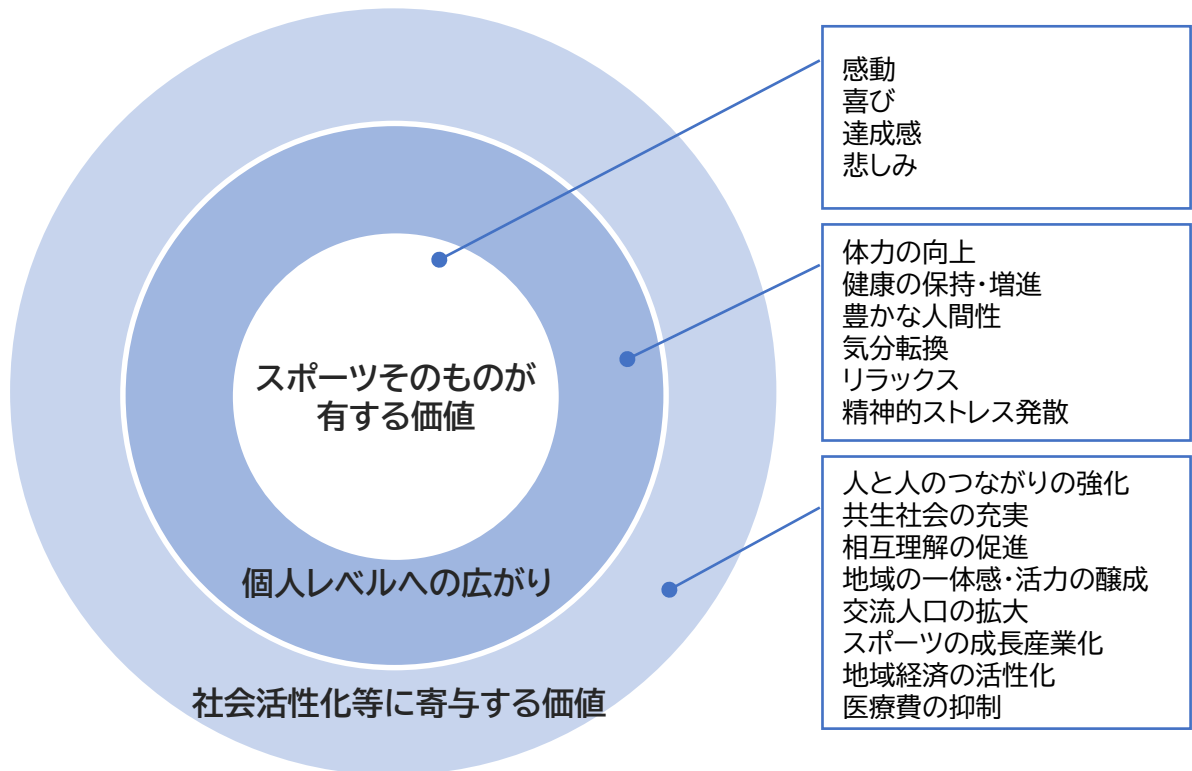 スポーツそのものが
有する価値
個人レベルへの広がり
社会活性化等に寄与する価値
感動
喜び
達成感
悲しみ
体力の向上
健康の保持・増進
豊かな人間性
気分転換
リラックス
精神的ストレス発散
人と人のつながりの強化
共生社会の充実
相互理解の促進
地域の一体感・活力の醸成
交流人口の拡大
スポーツの成長産業化
地域経済の活性化
医療費の抑制